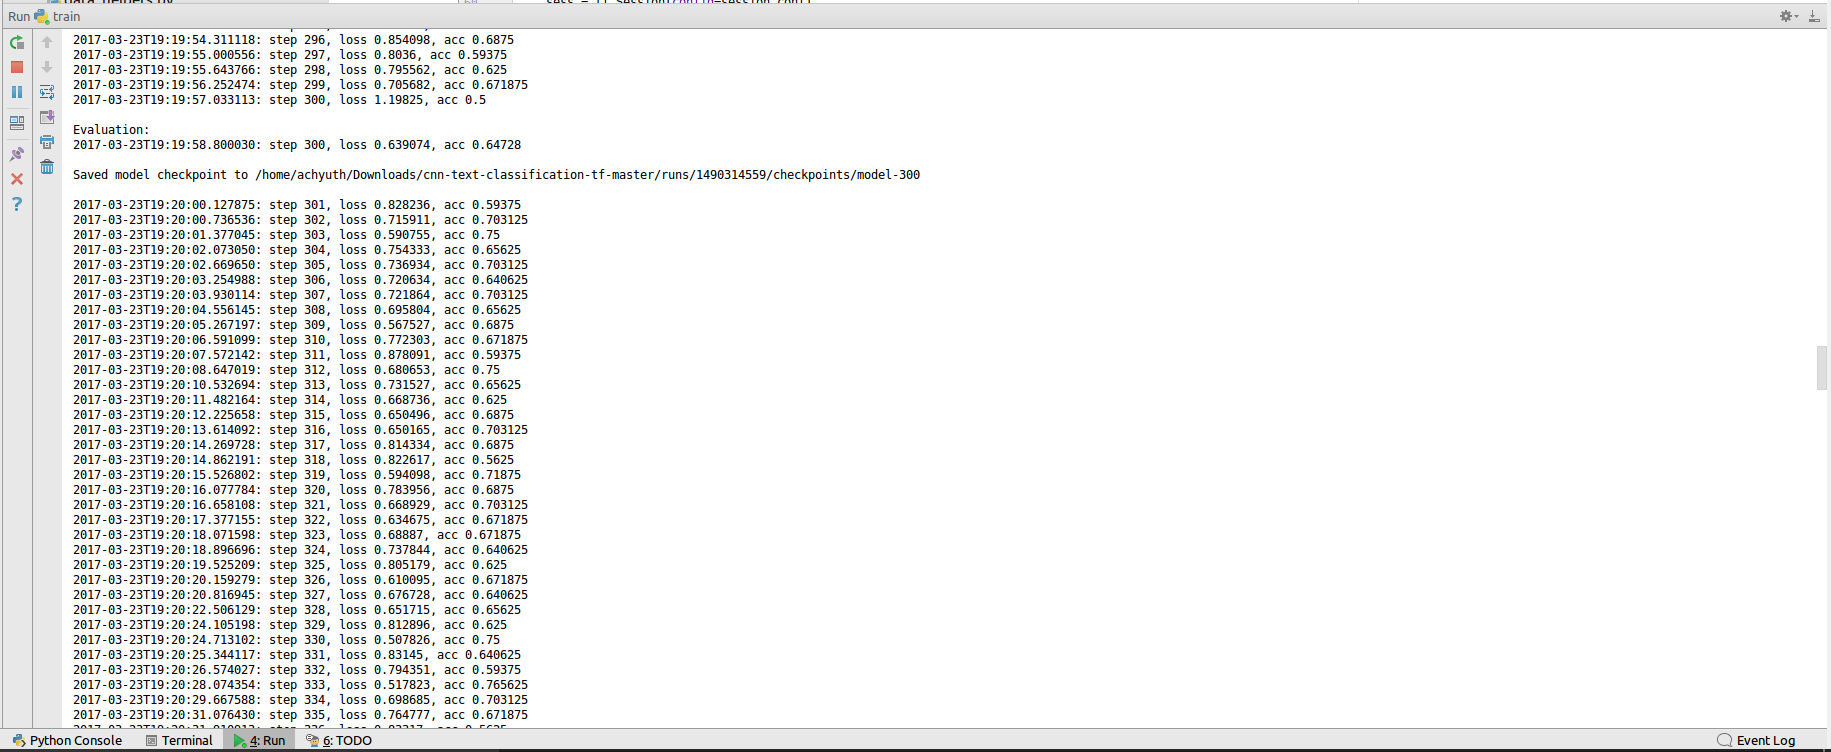 Run train
2017-03-23T19:19:54.311118: step 296, loss 0.854098, acc 0.6875
2017-03-23T19:19:55.000556: step 297, loss 0.8036, acc 0.59375
2017-03-23T19:19:55.643766: step 298, loss 0.795562, acc 0.625
2017-03-23T19:19:56.252474: step 299, loss 0.705682, acc 0.671875
2017-03-23T19:19:57.033113: step 300, loss 1.19825, acc 0.5
Evaluation:
2017-03-23T19:19:58.800030: step 300, loss 0.639074, acc 0.64728
Saved model checkpoint to /home/achyuth/Downloads/cnn-text-classification-tf-master/runs/1490314559/checkpoints/model-300
2017-03-23T19:20:00.127875: step 301, loss 0.828236, acc 0.59375
2017-03-23T19:20:00.736536: step 302, loss 0.715911, acc 0.703125
2017-03-23T19:20:01.377045: step 303, loss 0.590755, acc 0.75
2017-03-23T19:20:02.073050: step 304, loss 0.754333, acc 0.65625
2017-03-23T19:20:02.669650: step 305, loss 0.736934, acc 0.703125
2017-03-23T19:20:03.254988: step 306, loss 0.720634, acc 0.640625
2017-03-23T19:20:03.930114: step 307, loss 0.721864, acc 0.703125
2017-03-23T19:20:04.556145: step 308, loss 0.695804, acc 0.65625
2017-03-23T19:20:05.267197: step 309, loss 0.567527, acc 0.6875
2017-03-23T19:20:06.591099: step 310, loss 0.772303, acc 0.671875
2017-03-23T19:20:07.572142: step 311, loss 0.878091, acc 0.59375
2017-03-23T19:20:08.647019: step 312, loss 0.680653, acc 0.75
2017-03-23T19:20:10.532694: step 313, loss 0.731527, acc 0.65625
2017-03-23T19:20:11.482164: step 314, loss 0.668736, acc 0.625
2017-03-23T19:20:12.225658: step 315, loss 0.650496, acc 0.6875
2017-03-23T19:20:13.614092: step 316, loss 0.650165, acc 0.703125
2017-03-23T19:20:14.269728: step 317, loss 0.814334, acc 0.6875
2017-03-23T19:20:14.862191: step 318, loss 0.822617, acc 0.5625
2017-03-23T19:20:15.526802: step 319, loss 0.594098, acc 0.71875
2017-03-23T19:20:16.077784: step 320, loss 0.783956, acc 0.6875
2017-03-23T19:20:16.658108: step 321, loss 0.668929, acc 0.703125
2017-03-23T19:20:17.377155: step 322, loss 0.634675, acc 0.671875
2017-03-23T19:20:18.071598: step 323, loss 0.68887, acc 0.671875
2017-03-23T19:20:18.896696: step 324, loss 0.737844, acc 0.640625
2017-03-23T19:20:19.525209: step 325, loss 0.805179, acc 0.625
2017-03-23T19:20:20.159279: step 326, loss 0.610095, acc 0.671875
2017-03-23T19:20:20.816945: step 327, loss 0.676728, acc 0.640625
2017-03-23T19:20:22.506129: step 328, loss 0.651715, acc 0.65625
2017-03-23T19:20:24.105198: step 329, loss 0.812896, acc 0.625
2017-03-23T19:20:24.713102: step 330, loss 0.507826, acc 0.75
2017-03-23T19:20:25.344117: step 331, loss 0.83145, acc 0.640625
2017-03-23T19:20:26.574027: step 332, loss 0.794351, acc 0.59375
2017-03-23T19:20:28.074354: step 333, loss 0.517823, acc 0.765625
2017-03-23T19:20:29.667588: step 334, loss 0.698685, acc 0.703125
2017-03-23T19:20:31.076430: step 335, loss 0.764777, acc 0.671875
Python Console Terminal 4: Run 6: TODO Event Log